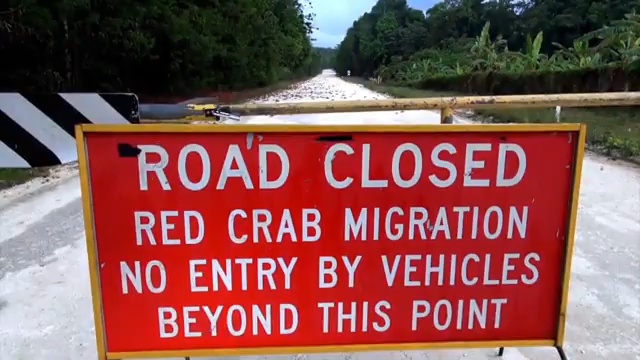 ROAD CLOSED
RED CRAB MIGRATION
NO ENTRY BY VEHICLES
BEYOND THIS POINT